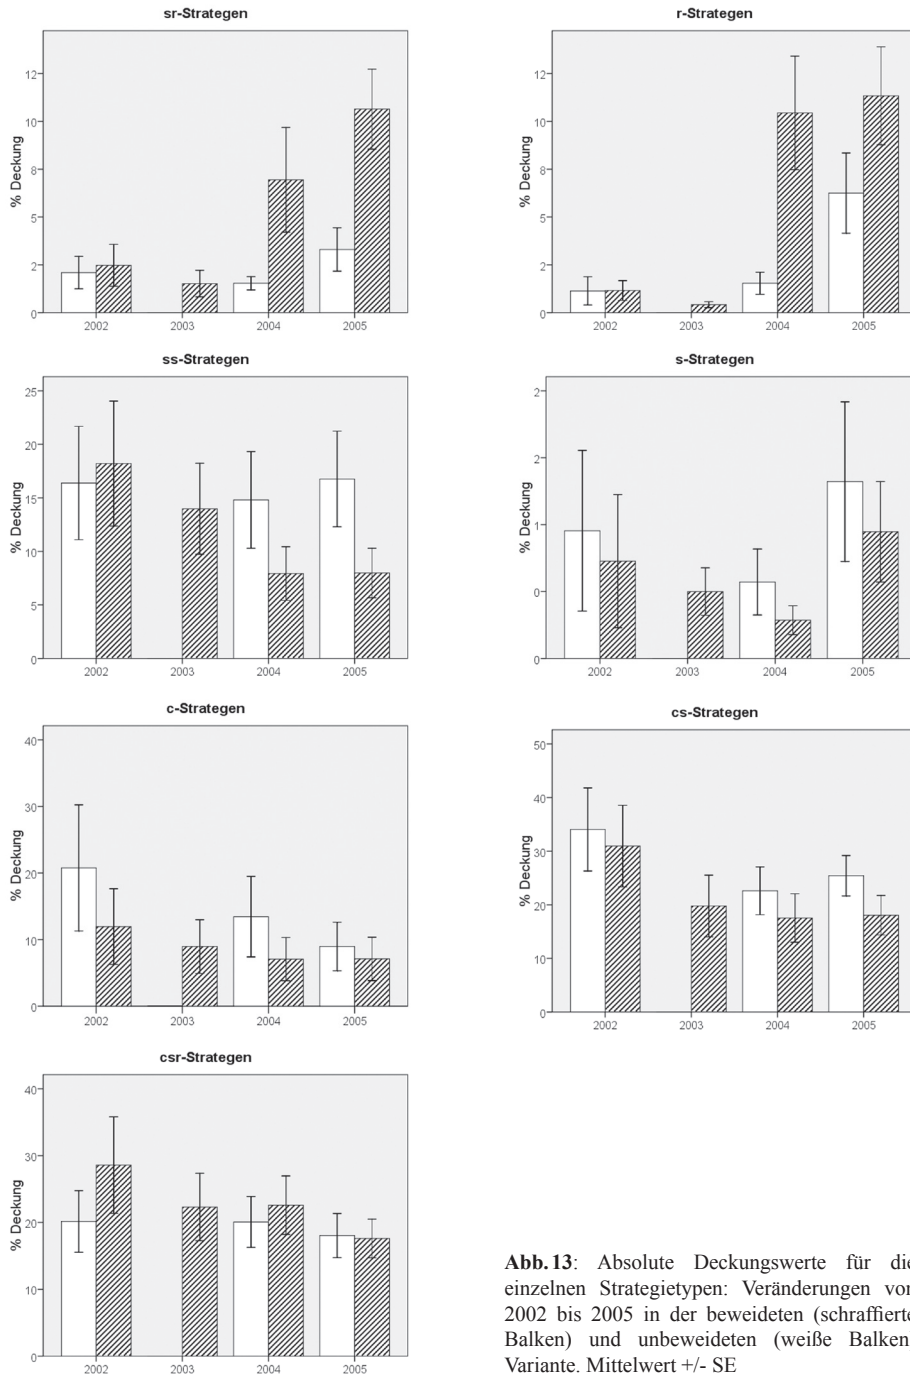 sr-Strategen
% Deckung
12
10
8
5
2
0
2002 2003 2004 2005
r-Strategen
% Deckung
12
10
8
5
2
0
2002 2003 2004 2005
ss-Strategen
% Deckung
25
20
15
10
5
0
2002 2003 2004 2005
s-Strategen
% Deckung
2
2
1
0
0
2002 2003 2004 2005
c-Strategen
% Deckung
40
30
20
10
0
2002 2003 2004 2005
cs-Strategen
% Deckung
50
40
30
20
10
0
2002 2003 2004 2005
csr-Strategen
% Deckung
40
30
20
10
0
Abb. 13: Absolute Deckungswerte für die
einzelnen Strategietypen: Veränderungen von
2002 bis 2005 in der beweideten (schraffierte
Balken) und unbeweideten (weiße Balken)
Variante. Mittelwert +/- SE